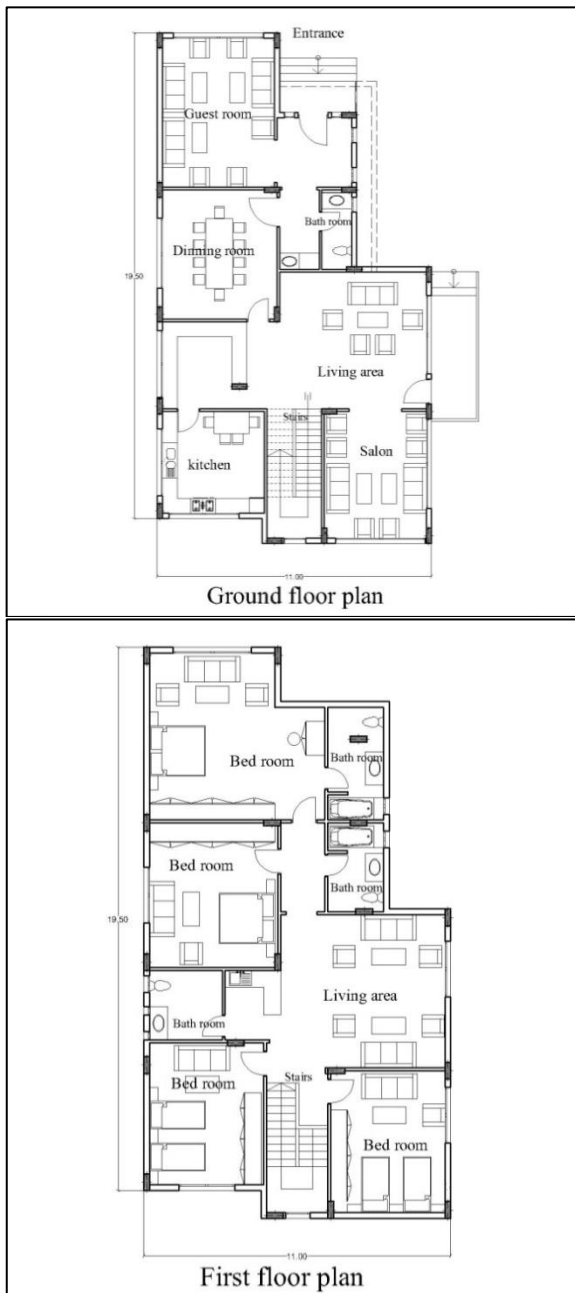 Entrance
Guest room
Bath room
Dinning room
19,50
Living area
Stairs
Salon
kitchen
11.00
Ground floor plan
Bed room
Bath room
Bed room
Bath room
19,50
Living area
Bath room
Bed room
Stairs
Bed room
11.00
First floor plan